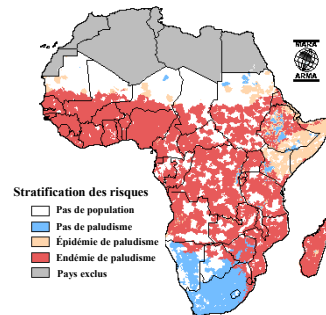 MARA
ARMA
Stratification des risques
Pas de population
Pas de paludisme
Épidémie de paludisme
Endémie de paludisme
Pays exclus